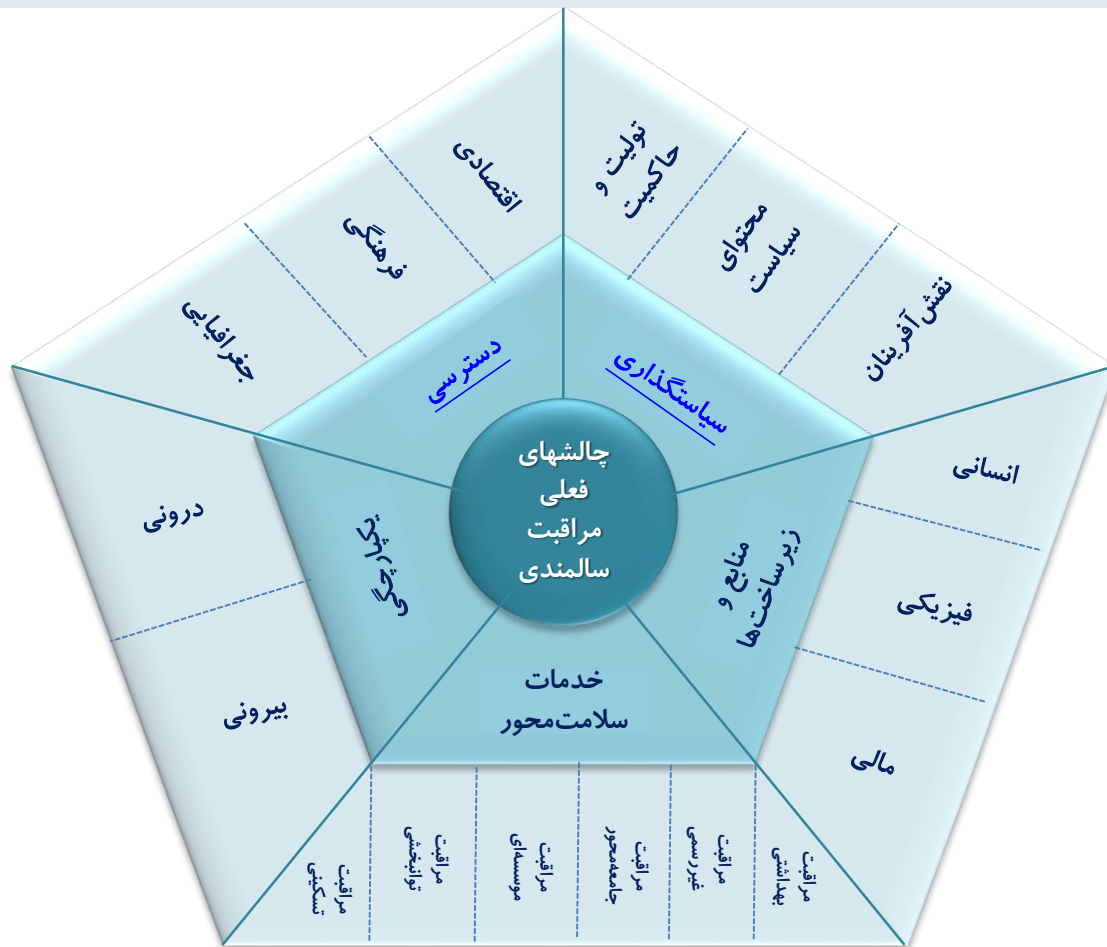 چالشهای
فعلی
مراقبت
سالمندی
سیاستگذاری
تولیت و
حاکمیت
محتوای
سیاست
نقش آفرینان
منابع و
زیرساخت‌ها
انسانی
فیزیکی
مالی
خدمات
سلامت‌محور
مراقبت
بهداشتی
مراقبت
غیررسمی
مراقبت
جامعه‌محور
مراقبت
موسسه‌ای
مراقبت
توانبخشی
مراقبت
تسکینی
یکپارچگی
درونی
بیرونی
دسترسی
اقتصادی
فرهنگی
جغرافیایی